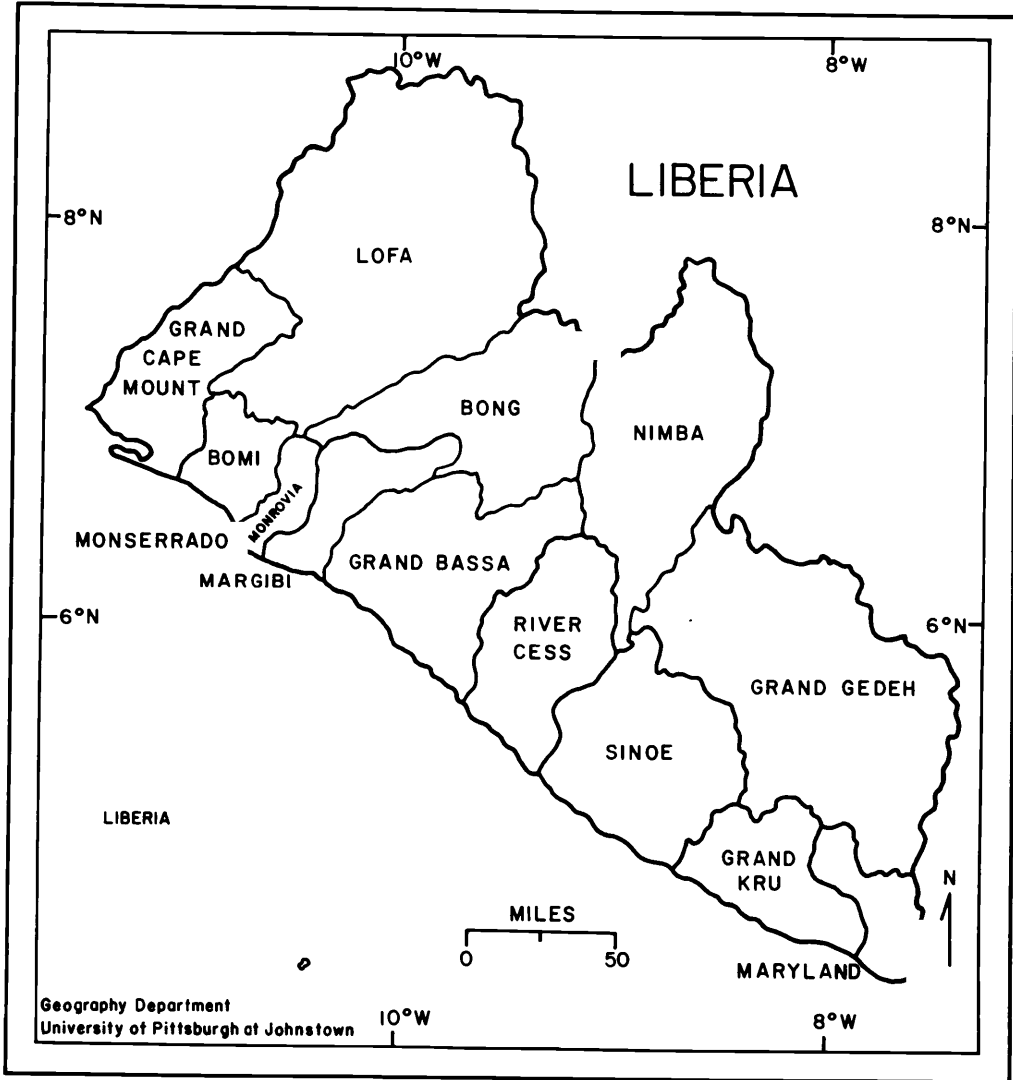 10°W
8°W
LIBERIA
8°N
8°N
LOFA
GRAND
CAPE
MOUNT
BONG
NIMBA
BOMI
MONROVIA
MONSERRADO
GRAND BASSA
MARGIBI
6°N
6°N
RIVER
CESS
GRAND GEDEH
SINOE
LIBERIA
GRAND
KRU
N
MILES
0
50
MARYLAND
Geography Department
University of Pittsburgh at Johnstown
10°W
8°W